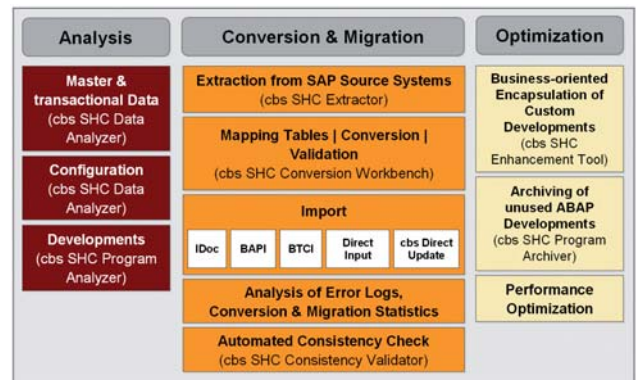 Analysis
Master &
transactional Data
(cbs SHC Data
Analyzer)
Configuration
(cbs SHC Data
Analyzer)
Developments
(cbs SHC Program
Analyzer)
Conversion & Migration
Extraction from SAP Source Systems
(cbs SHC Extractor)
Mapping Tables | Conversion |
Validation
(cbs SHC Conversion Workbench)
Import
IDoc
BAPI
BTCI
Direct
Input
cbs Direct
Update
Analysis of Error Logs,
Conversion & Migration Statistics
Automated Consistency Check
(cbs SHC Consistency Validator)
Optimization
Business-oriented
Encapsulation of
Custom
Developments
(cbs SHC
Enhancement Tool)
Archiving of
unused ABAP
Developments
(cbs SHC Program
Archiver)
Performance
Optimization